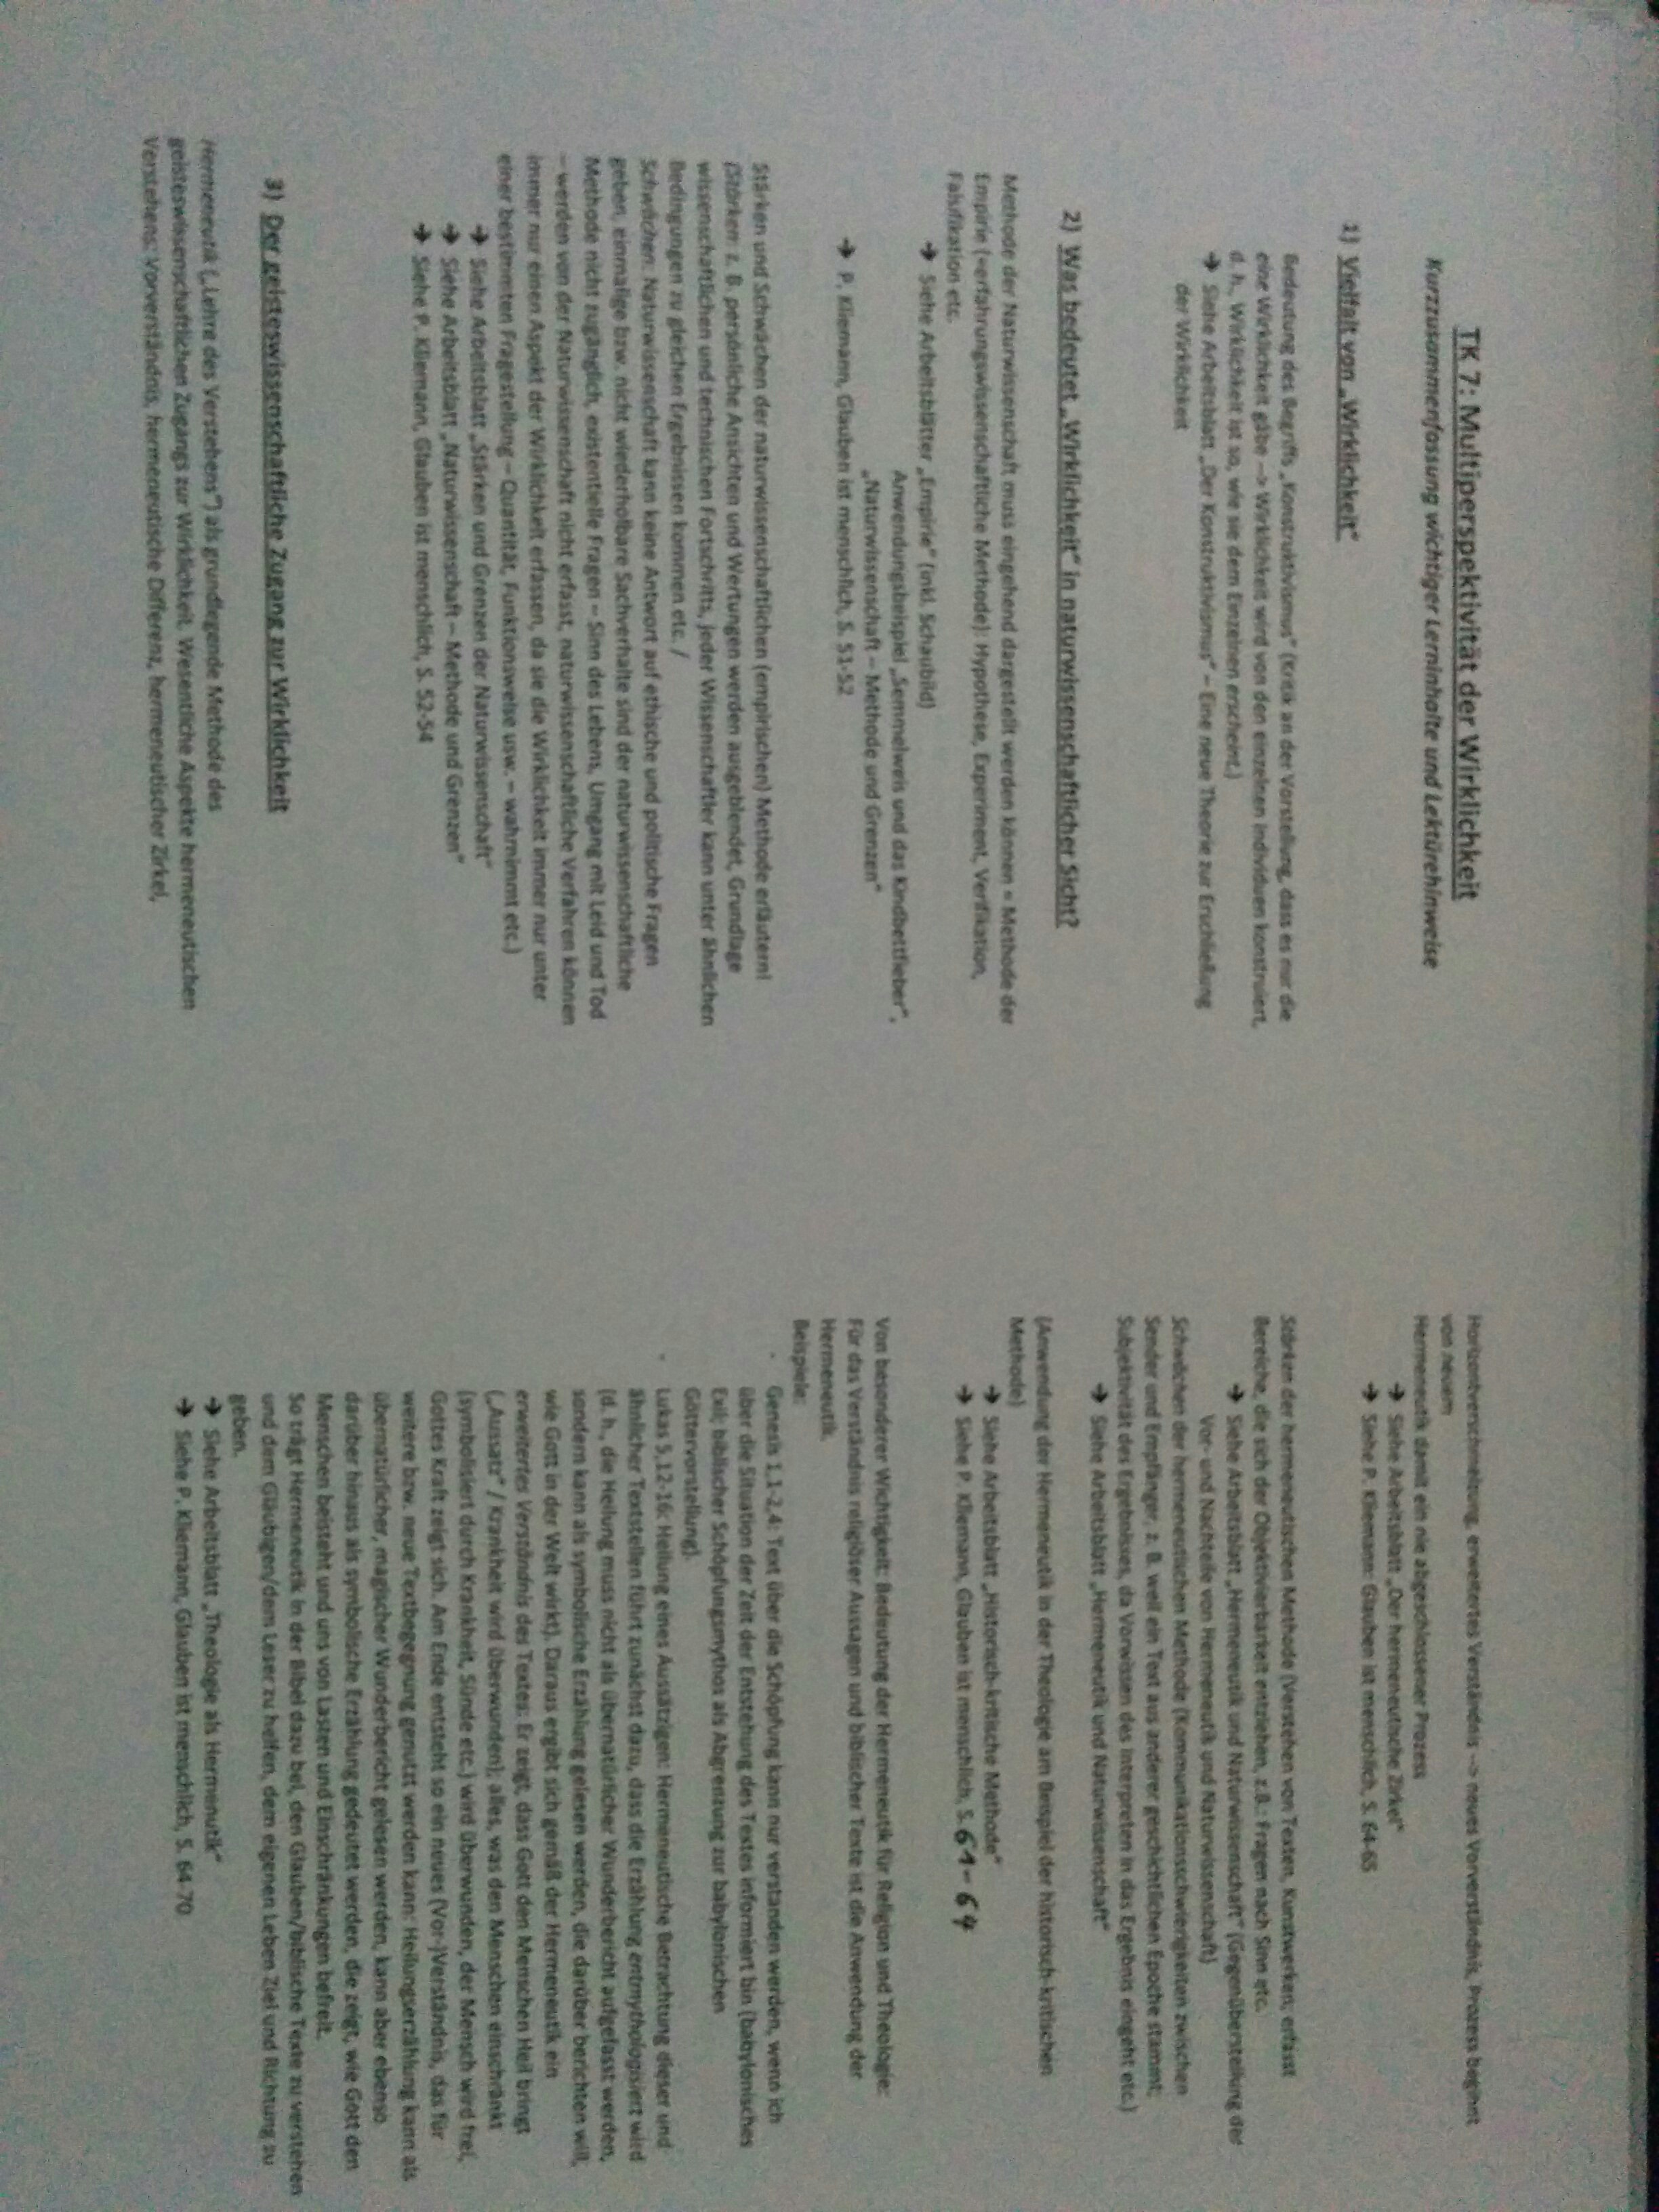 TK 7: Multiperspektivität der Wirklichkeit
Kurzzusammenfassung wichtiger Lerninhalte und Lektürehinweise
1) Vielfalt von „Wirklichkeit“
Bedeutung des Begriffs „Konstruktivismus“ (Kritik an der Vorstellung, dass es nur die
eine Wirklichkeit gäbe --> Wirklichkeit wird von den einzelnen Individuen konstruiert,
d. h., Wirklichkeit ist so, wie sie dem Einzelnen erscheint.)
➔ Siehe Arbeitsblatt „Der Konstruktivismus“ – Eine neue Theorie zur Erschließung
der Wirklichkeit
2) Was bedeutet „Wirklichkeit“ in naturwissenschaftlicher Sicht?
Methode der Naturwissenschaft muss eingehend dargestellt werden können = Methode der
Empirie (=erfahrungswissenschaftliche Methode): Hypothese, Experiment, Verifikation,
Falsifikation etc.
➔ Siehe Arbeitsblätter „Empirie“ (inkl. Schaubild)
Anwendungsbeispiel „Semmelweis und das Kindbettfieber“,
„Naturwissenschaft – Methode und Grenzen“
➔ P. Kliemann, Glauben ist menschlich, S. 51-52
Stärken und Schwächen der naturwissenschaftlichen (empirischen) Methode erläutern!
(Stärken: z. B. persönliche Ansichten und Wertungen werden ausgeblendet, Grundlage
wissenschaftlichen und technischen Fortschritts, jeder Wissenschaftler kann unter ähnlichen
Bedingungen zu gleichen Ergebnissen kommen etc. /
Schwächen: Naturwissenschaft kann keine Antwort auf ethische und politische Fragen
geben, einmalige bzw. nicht wiederholbare Sachverhalte sind der naturwissenschaftliche
Methode nicht zugänglich, existentielle Fragen – Sinn des Lebens, Umgang mit Leid und Tod
– werden von der Naturwissenschaft nicht erfasst, naturwissenschaftliche Verfahren können
immer nur einen Aspekt der Wirklichkeit erfassen, da sie die Wirklichkeit immer nur unter
einer bestimmten Fragestellung – Quantität, Funktionsweise usw. – wahrnimmt etc.)
➔ Siehe Arbeitsblatt „Stärken und Grenzen der Naturwissenschaft“
➔ Siehe Arbeitsblatt „Naturwissenschaft – Methode und Grenzen“
➔ Siehe P. Kliemann, Glauben ist menschlich, S. 52-54
3) Der geisteswissenschaftliche Zugang zur Wirklichkeit
Hermeneutik („Lehre des Verstehens“) als grundlegende Methode des
geisteswissenschaftlichen Zugangs zur Wirklichkeit. Wesentliche Aspekte hermeneutischen
Verstehens: Vorverständnis, hermeneutische Differenz, hermeneutischer Zirkel,
Horizontverschmelzung, erweitertes Verständnis --> neues Vorverständnis, Prozess beginnt
von neuem
Hermeneutik damit ein nie abgeschlossener Prozess
➔ Siehe Arbeitsblatt „Der hermeneutische Zirkel“
➔ Siehe P. Kliemann: Glauben ist menschlich, S. 64-65
Stärken der hermeneutischen Methode (Verstehen von Texten, Kunstwerken; erfasst
Bereiche, die sich der Objektivierbarkeit entziehen, z.B.: Fragen nach Sinn etc.
➔ Siehe Arbeitsblatt „Hermeneutik und Naturwissenschaft“ (Gegenüberstellung der
Vor- und Nachteile von Hermeneutik und Naturwissenschaft)
Schwächen der hermeneutischen Methode (Kommunikationsschwierigkeiten zwischen
Sender und Empfänger, z. B. weil ein Text aus anderer geschichtlichen Epoche stammt;
Subjektivität des Ergebnisses, da Vorwissen des Interpreten in das Ergebnis eingeht etc.)
➔ Siehe Arbeitsblatt „Hermeneutik und Naturwissenschaft“
(Anwendung der Hermeneutik in der Theologie am Beispiel der historisch-kritischen
Methode)
➔ Siehe Arbeitsblatt „Historisch-kritische Methode“
➔ Siehe P. Kliemann, Glauben ist menschlich, S. 61-64
Von besonderer Wichtigkeit: Bedeutung der Hermeneutik für Religion und Theologie:
Für das Verständnis religiöser Aussagen und biblischer Texte ist die Anwendung der
Hermeneutik
Beispiele:
- Genesis 1,1-2,4: Text über die Schöpfung kann nur verstanden werden, wenn ich
über die Situation der Zeit der Entstehung des Textes informiert bin (babylonisches
Exil; biblischer Schöpfungsmythos als Abgrenzung zur babylonischen
Göttervorstellung).
- Lukas 5,12-16: Heilung eines Aussätzigen: Hermeneutische Betrachtung dieser und
ähnlicher Textstellen führt zunächst dazu, dass die Erzählung entmythologisiert wird
(d. h., die Heilung muss nicht als übernatürlicher Wunderbericht aufgefasst werden,
sondern kann als symbolische Erzählung gelesen werden, die darüber berichten will,
wie Gott in der Welt wirkt). Daraus ergibt sich gemäß der Hermeneutik ein
erweitertes Verständnis des Textes: Er zeigt, dass Gott den Menschen Heil bringt
(„Aussatz“ / Krankheit wird überwunden); alles, was den Menschen einschränkt
(symbolisiert durch Krankheit, Sünde etc.) wird überwunden, der Mensch wird frei,
Gottes Kraft zeigt sich. Am Ende entsteht so ein neues (Vor-)Verständnis, das für
weitere bzw. neue Textbegegnung genutzt werden kann: Heilungserzählung kann als
übernatürlicher, magischer Wunderbericht gelesen werden, kann aber ebenso
darüber hinaus als symbolische Erzählung gedeutet werden, die zeigt, wie Gott den
Menschen beisteht und uns von Lasten und Einschränkungen befreit.
So trägt Hermeneutik in der Bibel dazu bei, den Glauben/biblische Texte zu verstehen
und dem Gläubigen/dem Leser zu helfen, dem eigenen Leben Ziel und Richtung zu
geben.
➔ Siehe Arbeitsblatt „Theologie als Hermenutik“
➔ Siehe P. Kliemann, Glauben ist menschlich, S. 64-70